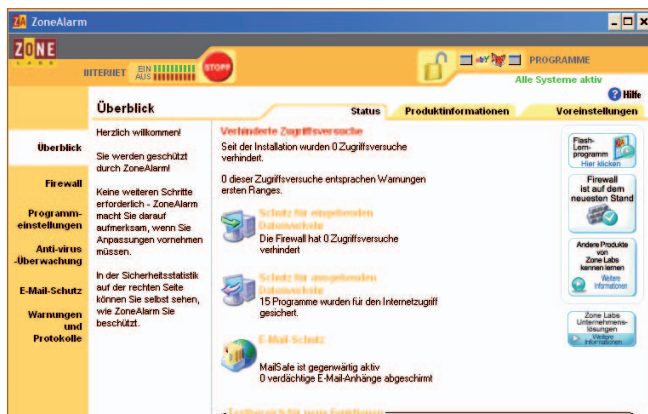 ZA ZoneAlarm
ZONE
LABS
INTERNET
EIN
AUS
STOPP
PROGRAMME
Alle Systeme aktiv
Hilfe
Überblick
Status
Produktinformationen
Voreinstellungen
Überblick
Firewall
Programm-
einstellungen
Anti-virus
-Überwachung
E-Mail-Schutz
Warnungen
und
Protokolle
Herzlich willkommen!
Sie werden geschützt
durch ZoneAlarm!
Keine weiteren Schritte
erforderlich - ZoneAlarm
macht Sie darauf
aufmerksam, wenn Sie
Anpassungen vornehmen
müssen.
In der Sicherheitsstatistik
auf der rechten Seite
können Sie selbst sehen,
wie ZoneAlarm Sie
beschützt.
Verhinderte Zugriffsversuche
Seit der Installation wurden 0 Zugriffsversuche
verhindert.
0 dieser Zugriffsversuche entsprachen Warnungen
ersten Ranges.
Schutz für eingehenden
Datenverkehr
Die Firewall hat 0 Zugriffsversuche
verhindert
Schutz für ausgehenden
Datenverkehr
15 Programme wurden für den Internetzugriff
gesichert.
E-Mail-Schutz
MailSafe ist gegenwärtig aktiv
0 verdächtige E-Mail-Anhänge abgeschirmt
Flash-
Lern-
programm
Hier klicken
Firewall
ist auf dem
neuesten Stand
Andere Produkte
von
Zone Labs
kennen lernen
Weitere
Informationen
Zone Labs
Unternehmens-
lösungen
Weitere
Informationen